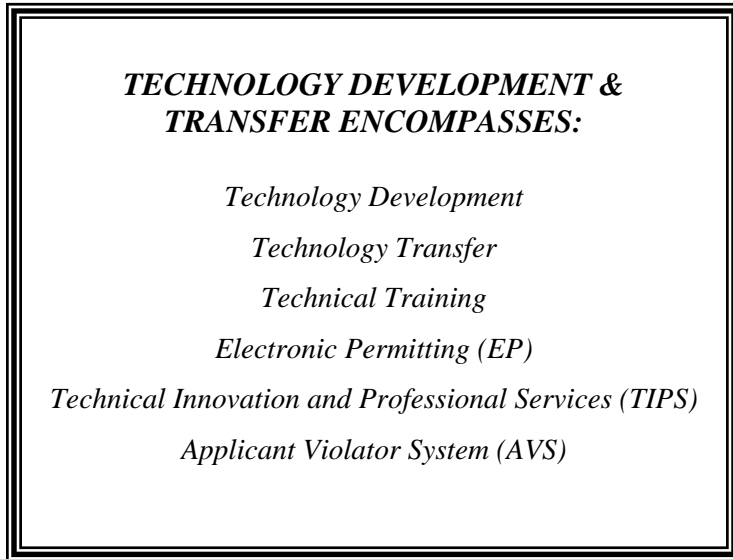 TECHNOLOGY DEVELOPMENT &
TRANSFER ENCOMPASSES:
Technology Development
Technology Transfer
Technical Training
Electronic Permitting (EP)
Technical Innovation and Professional Services (TIPS)
Applicant Violator System (AVS)